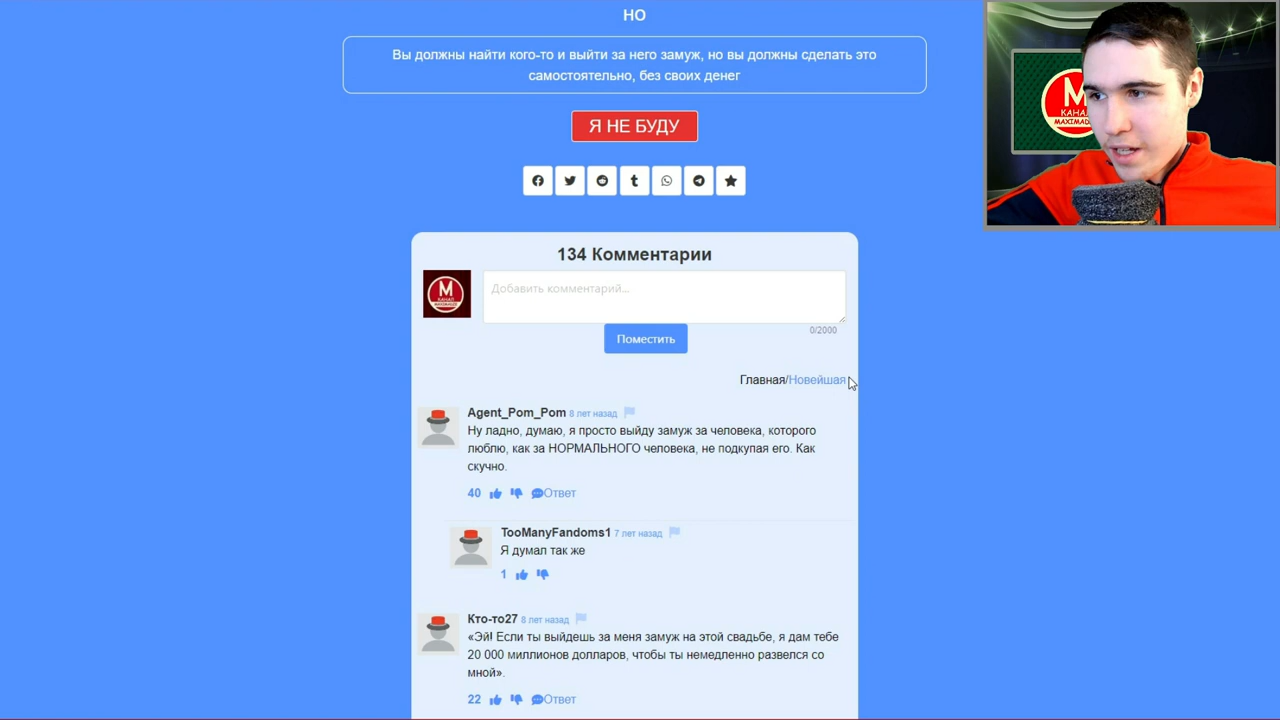 НО
Вы должны найти кого-то и выйти за него замуж, но вы должны сделать это
самостоятельно, без своих денег
Я НЕ БУДУ
M
КАНАЛ
MAXIMADE
134 Комментарии
M
КАНАЛ
MAXIMADE
Добавить комментарий...
0/2000
Поместить
Главная/Новейшая
Agent_Pom_Pom 8 лет назад
Ну ладно, думаю, я просто выйду замуж за человека, которого
люблю, как за НОРМАЛЬНОГО человека, не подкупая его. Как
скучно.
40 Ответ
TooManyFandoms1 7 лет назад
Я думал так же
1
Кто-то27 8 лет назад
«Эй! Если ты выйдешь за меня замуж на этой свадьбе, я дам тебе
20 000 миллионов долларов, чтобы ты немедленно развелся со
мной».
22 Ответ